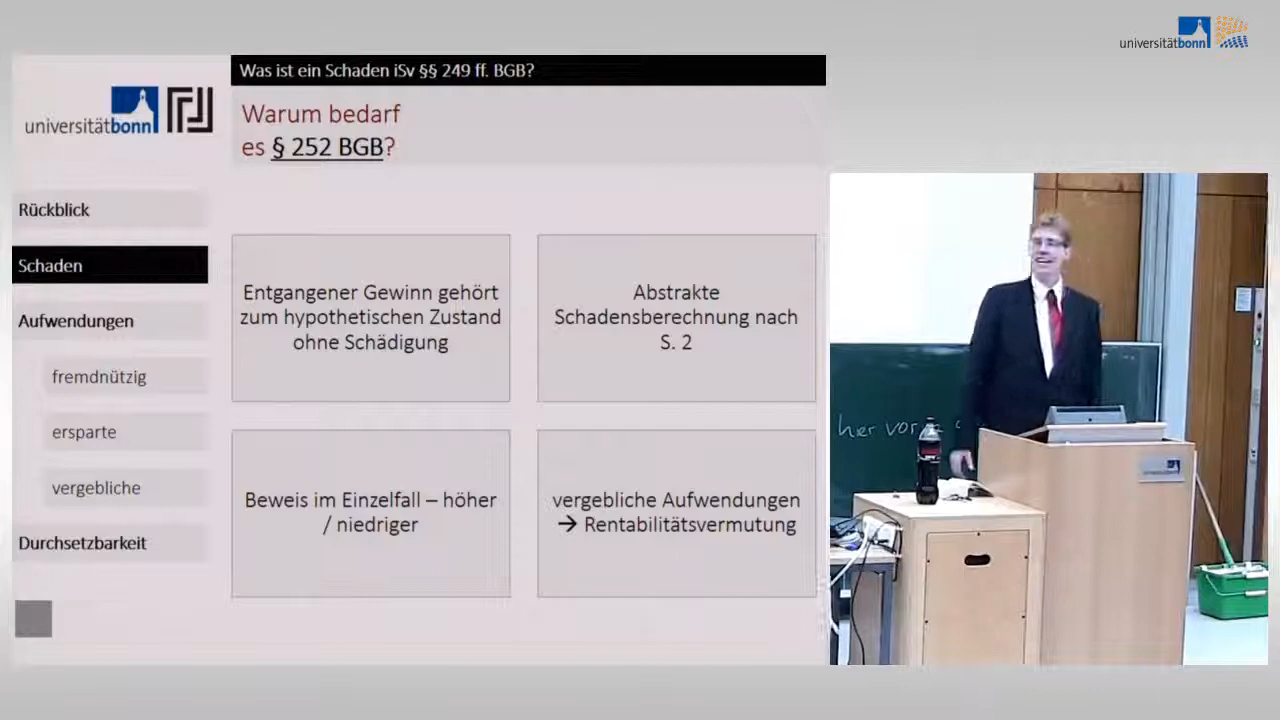 universitätbonn
Was ist ein Schaden iSv §§ 249 ff. BGB?
universitätbonn
Warum bedarf
es § 252 BGB?
Rückblick
Schaden
Aufwendungen
fremdnützig
ersparte
vergebliche
Durchsetzbarkeit
Entgangener Gewinn gehört
zum hypothetischen Zustand
ohne Schädigung
Abstrakte
Schadensberechnung nach
S. 2
Beweis im Einzelfall – höher
/ niedriger
vergebliche Aufwendungen
→ Rentabilitätsvermutung
hier